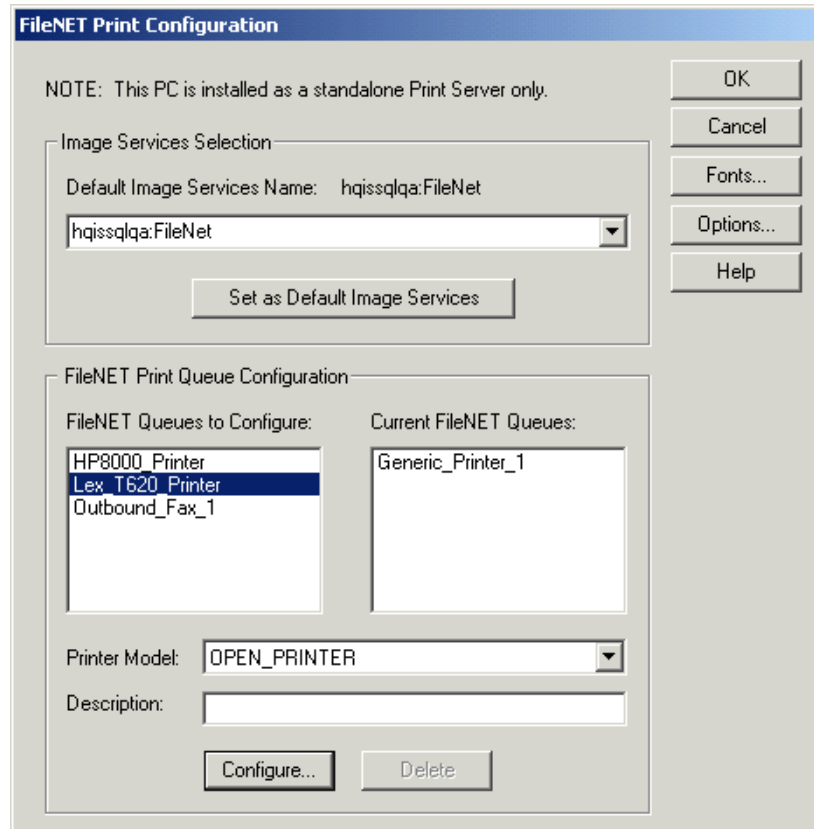 FileNET Print Configuration
NOTE: This PC is installed as a standalone Print Server only.
OK
Cancel
Fonts...
Options...
Help
Image Services Selection
Default Image Services Name: hqissqlqa:FileNet
hqissqlqa:FileNet
Set as Default Image Services
FileNET Print Queue Configuration
FileNET Queues to Configure:
HP8000_Printer
Lex_T620_Printer
Outbound_Fax_1
Current FileNET Queues:
Generic_Printer_1
Printer Model: OPEN_PRINTER
Description:
Configure... Delete